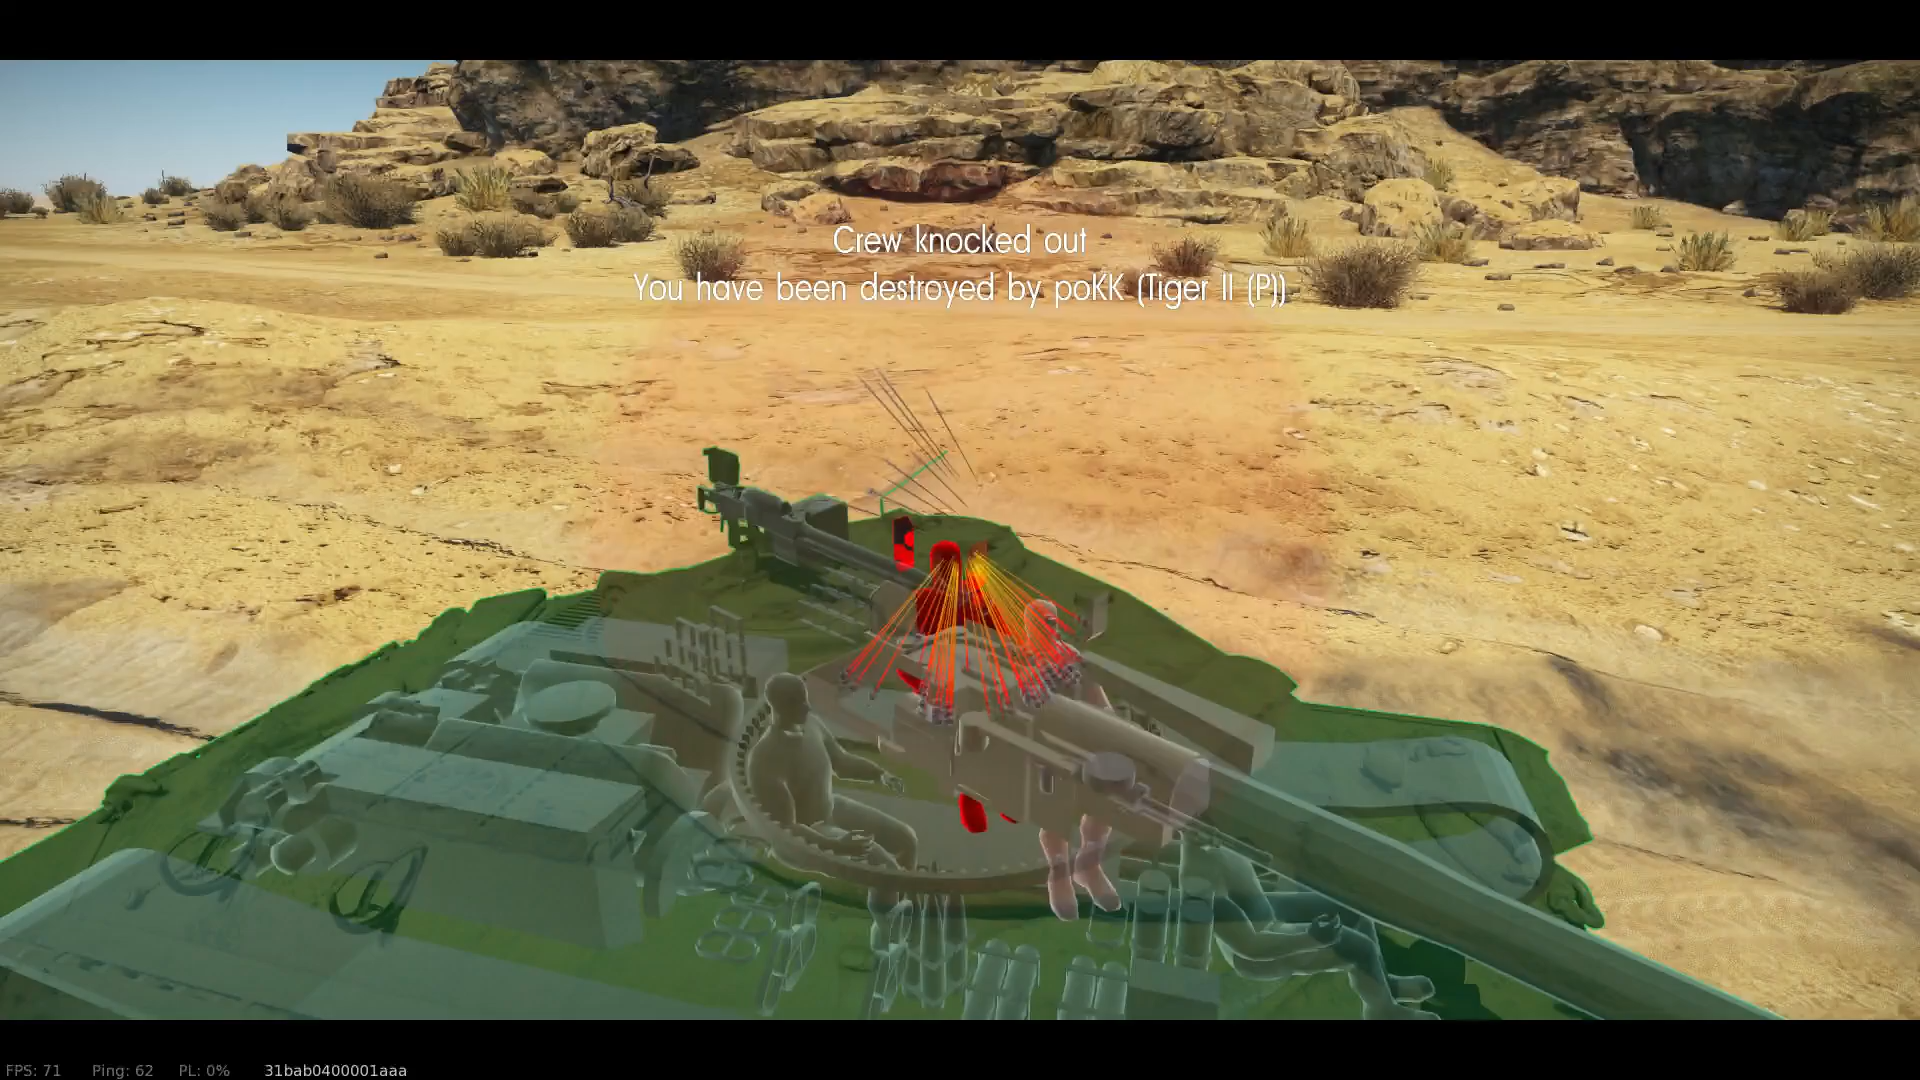 Crew knocked out
You have been destroyed by poKK (Tiger II (P))
FPS: 71 Ping: 62 PL: 0% 31bab0400001aaa